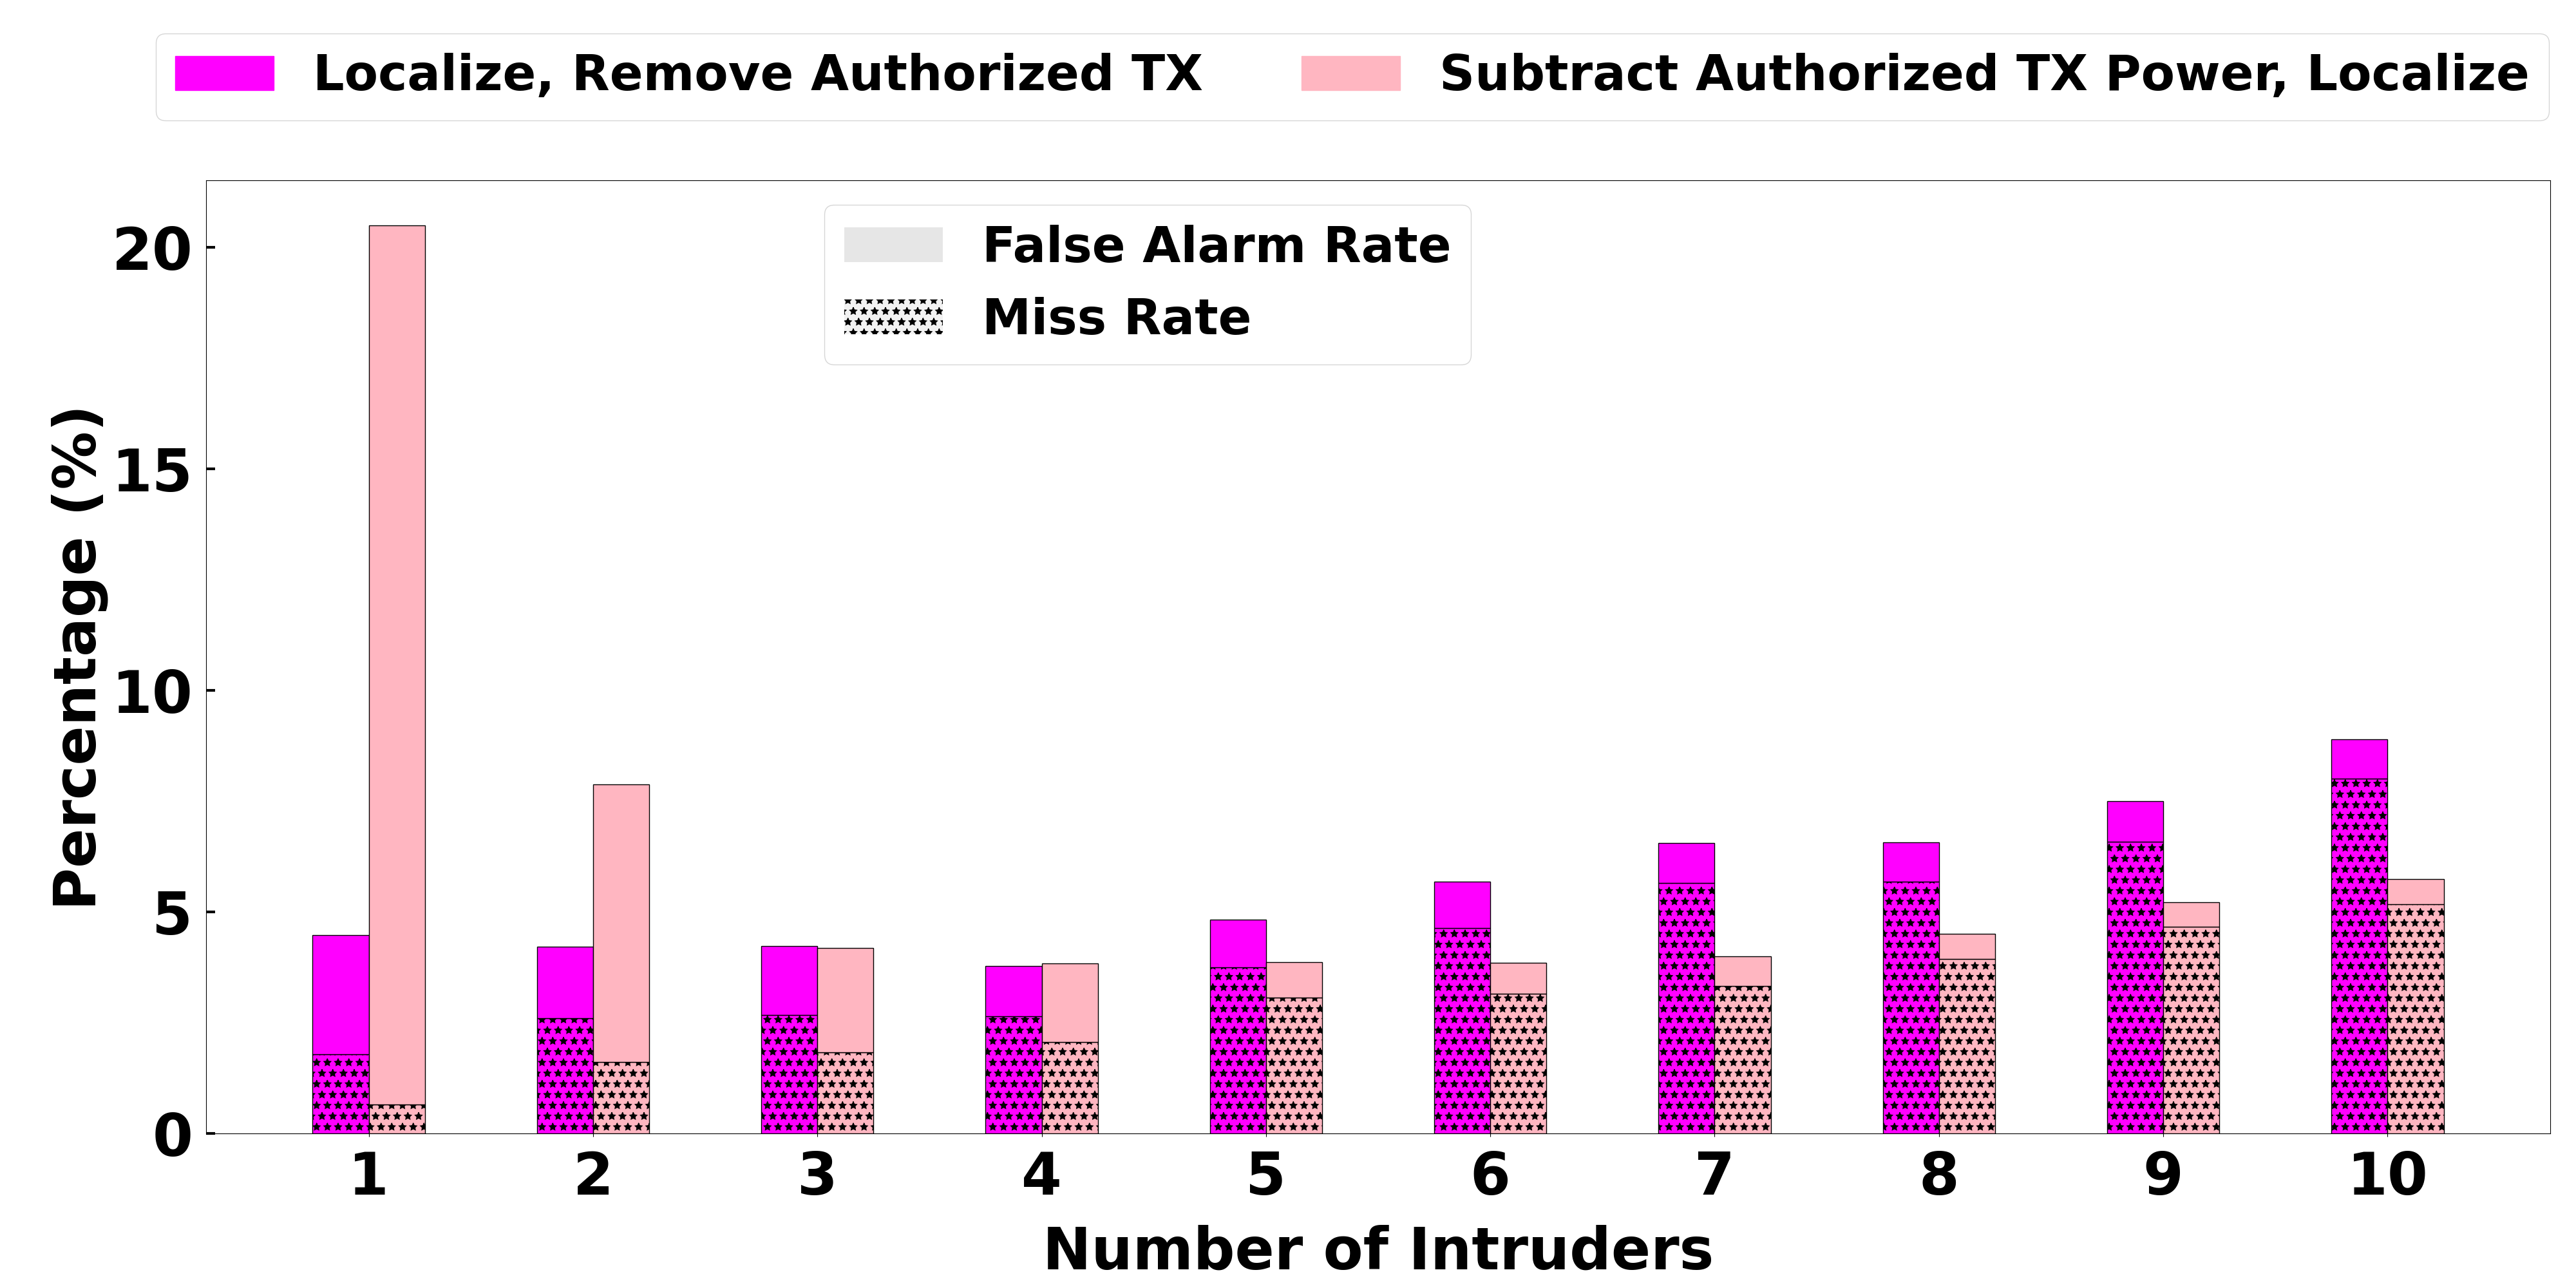 Localize, Remove Authorized TX
Subtract Authorized TX Power, Localize
False Alarm Rate
Miss Rate
Percentage (%)
20
15
10
5
0
1 2 3 4 5 6 7 8 9 10
Number of Intruders